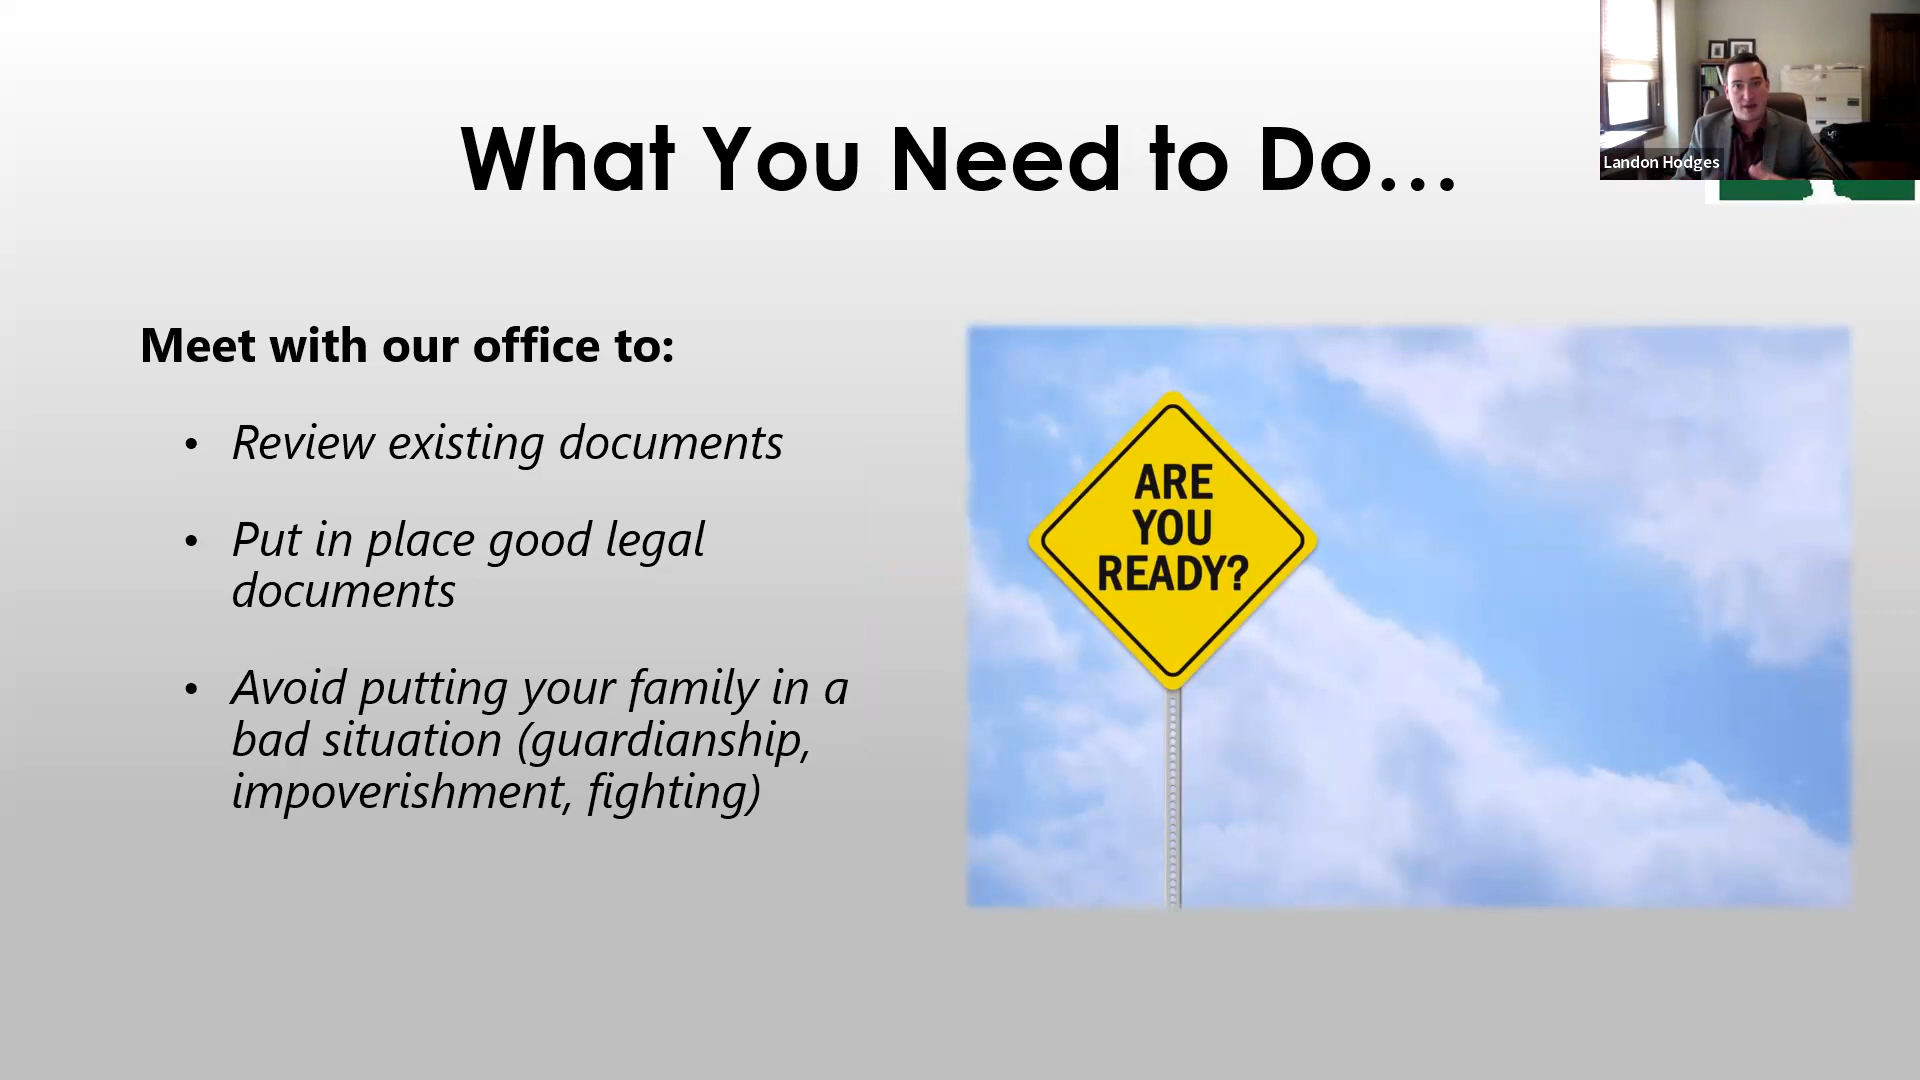 What You Need to Do...
Landon Hodges
Meet with our office to:
• Review existing documents
• Put in place good legal
documents
• Avoid putting your family in a
bad situation (guardianship,
impoverishment, fighting)
ARE
YOU
READY?